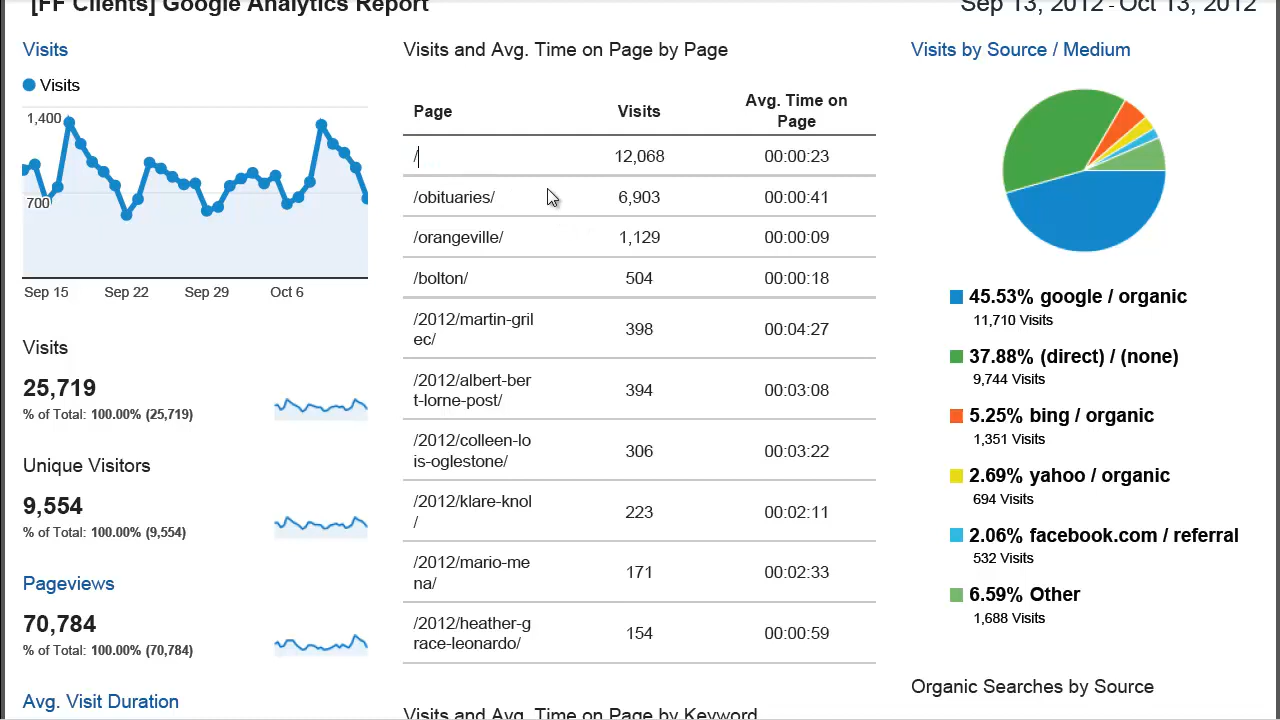 [FF Clients] Google Analytics Report
Sep 13, 2012 - Oct 13, 2012
Visits
Visits
1,400
700
Sep 15
Sep 22
Sep 29
Oct 6
Visits
25,719
% of Total: 100.00% (25,719)
Unique Visitors
9,554
% of Total: 100.00% (9,554)
Pageviews
70,784
% of Total: 100.00% (70,784)
Avg. Visit Duration
Visits and Avg. Time on Page by Page
Page Visits Avg. Time on
Page
/ 12,068 00:00:23
/obituaries/ 6,903 00:00:41
/orangeville/ 1,129 00:00:09
/bolton/ 504 00:00:18
/2012/martin-gril
ec/ 398 00:04:27
/2012/albert-ber
t-lorne-post/ 394 00:03:08
/2012/colleen-lo
is-oglestone/ 306 00:03:22
/2012/klare-knol
/ 223 00:02:11
/2012/mario-me
na/ 171 00:02:33
/2012/heather-g
race-leonardo/ 154 00:00:59
Visits and Avg. Time on Page by Keyword
Visits by Source / Medium
45.53% google / organic
11,710 Visits
37.88% (direct) / (none)
9,744 Visits
5.25% bing / organic
1,351 Visits
2.69% yahoo / organic
694 Visits
2.06% facebook.com / referral
532 Visits
6.59% Other
1,688 Visits
Organic Searches by Source